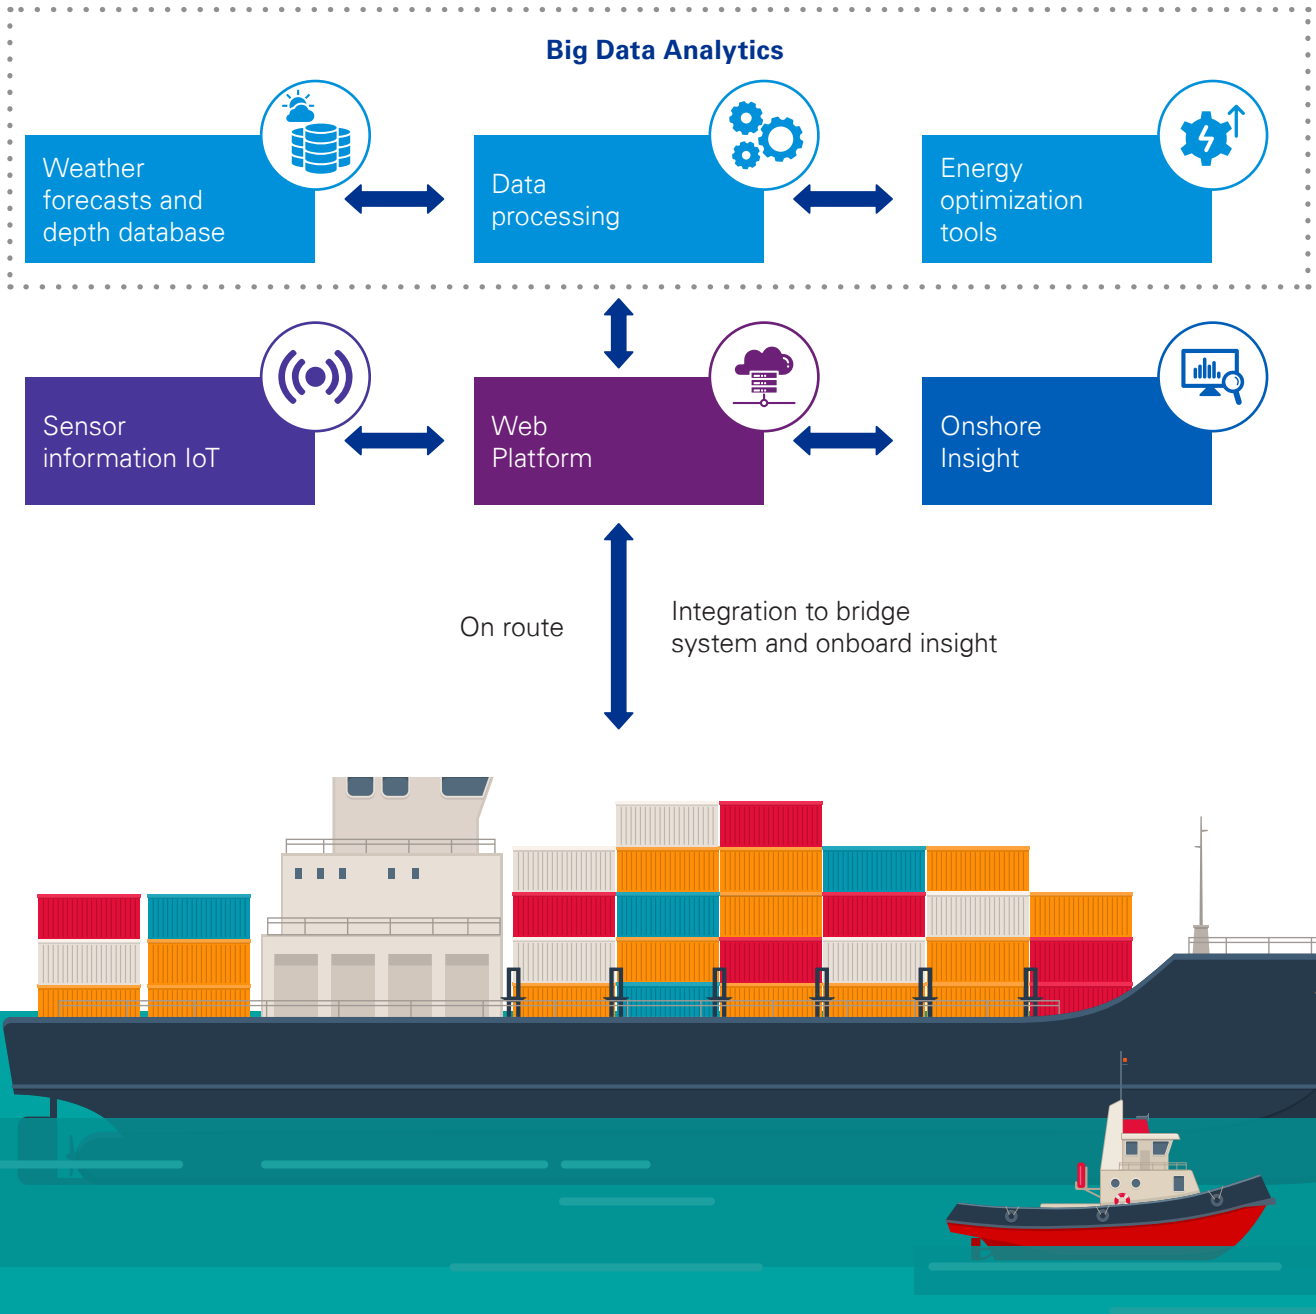 Big Data Analytics
Weather
forecasts and
depth database
Data
processing
Energy
optimization
tools
Sensor
information IoT
Web
Platform
Onshore
Insight
On route
Integration to bridge
system and onboard insight